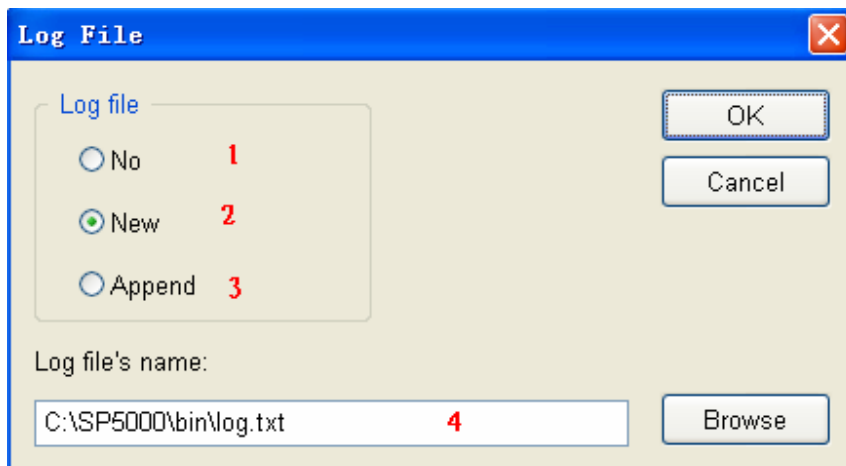 Log File
Log file
No 1
New 2
Append 3
OK
Cancel
Log file's name:
C:\SP5000\bin\log.txt 4
Browse